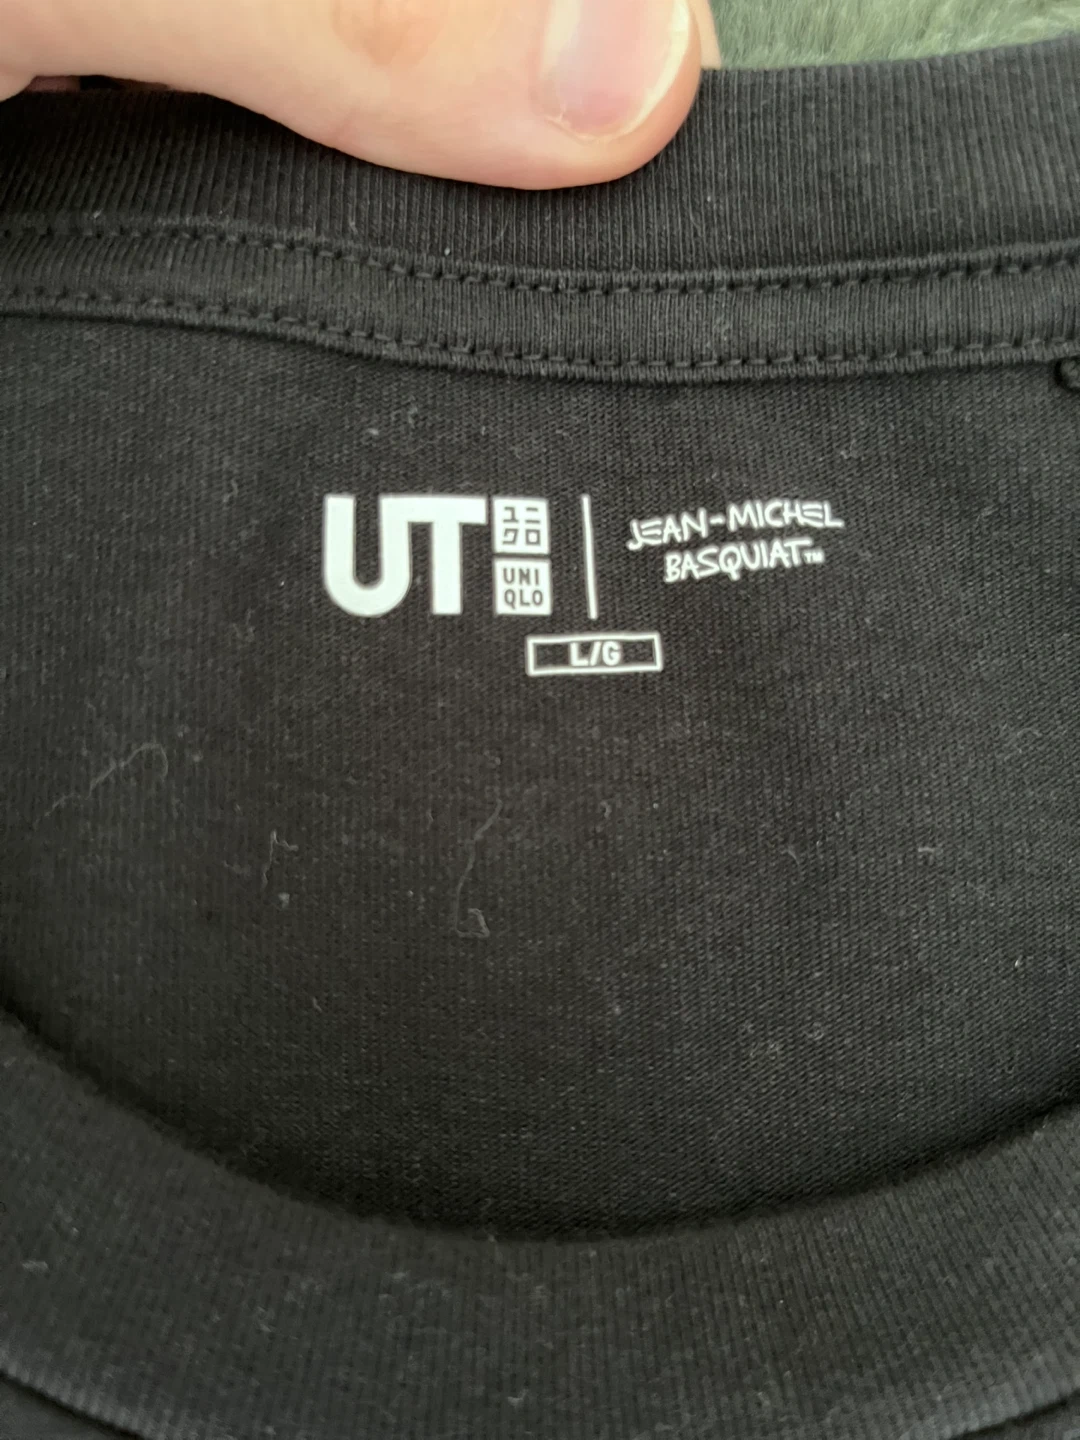 UT
ユニ
クロ
UNI
QLO
JEAN-MICHEL
BASQUIAT™
L/G